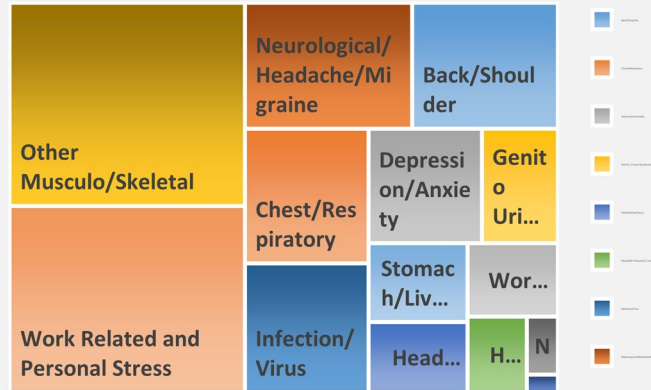 Other
Musculo/Skeletal
Neurological/
Headache/Mi
graine
Back/Shoul
der
Chest/Res
piratory
Depressi
on/Anxie
ty
Genit
o
Uri...
Work Related and
Personal Stress
Infection/
Virus
Stomac
h/Liv...
Wor...
Head...
H...
N